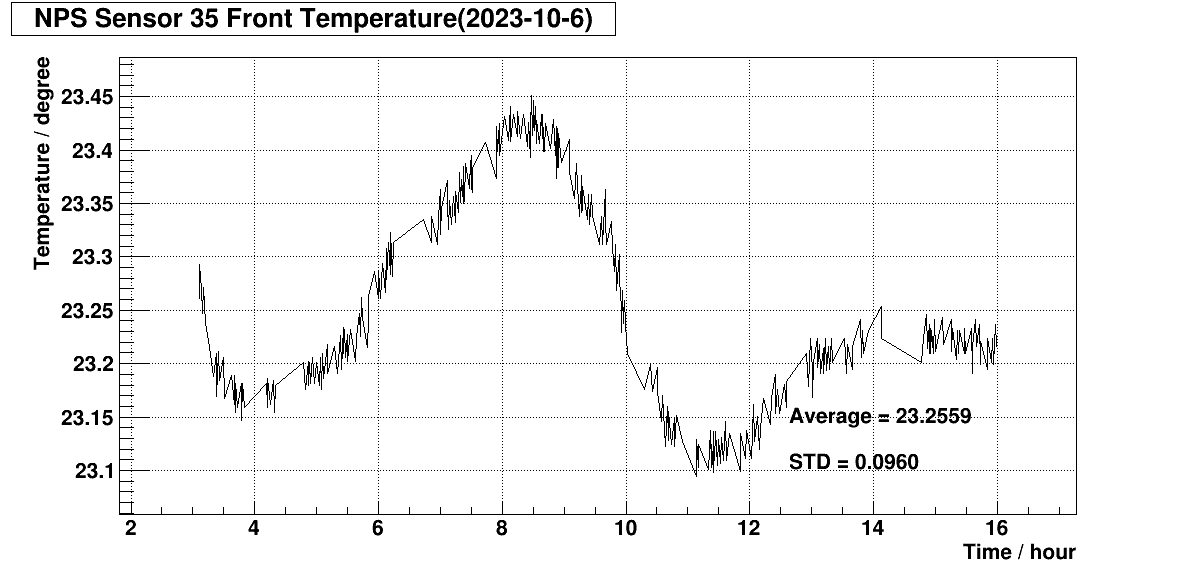 NPS Sensor 35 Front Temperature(2023-10-6)
Temperature / degree
23.45
23.4
23.35
23.3
23.25
23.2
23.15
23.1
Average = 23.2559
STD = 0.0960
2 4 6 8 10 12 14 16
Time / hour